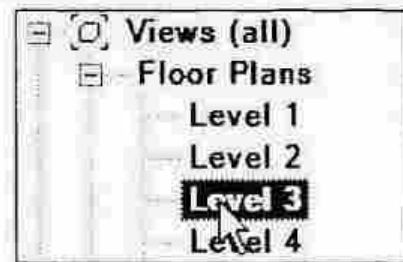 Views (all)
Floor Plans
Level 1
Level 2
Level 3
Level 4